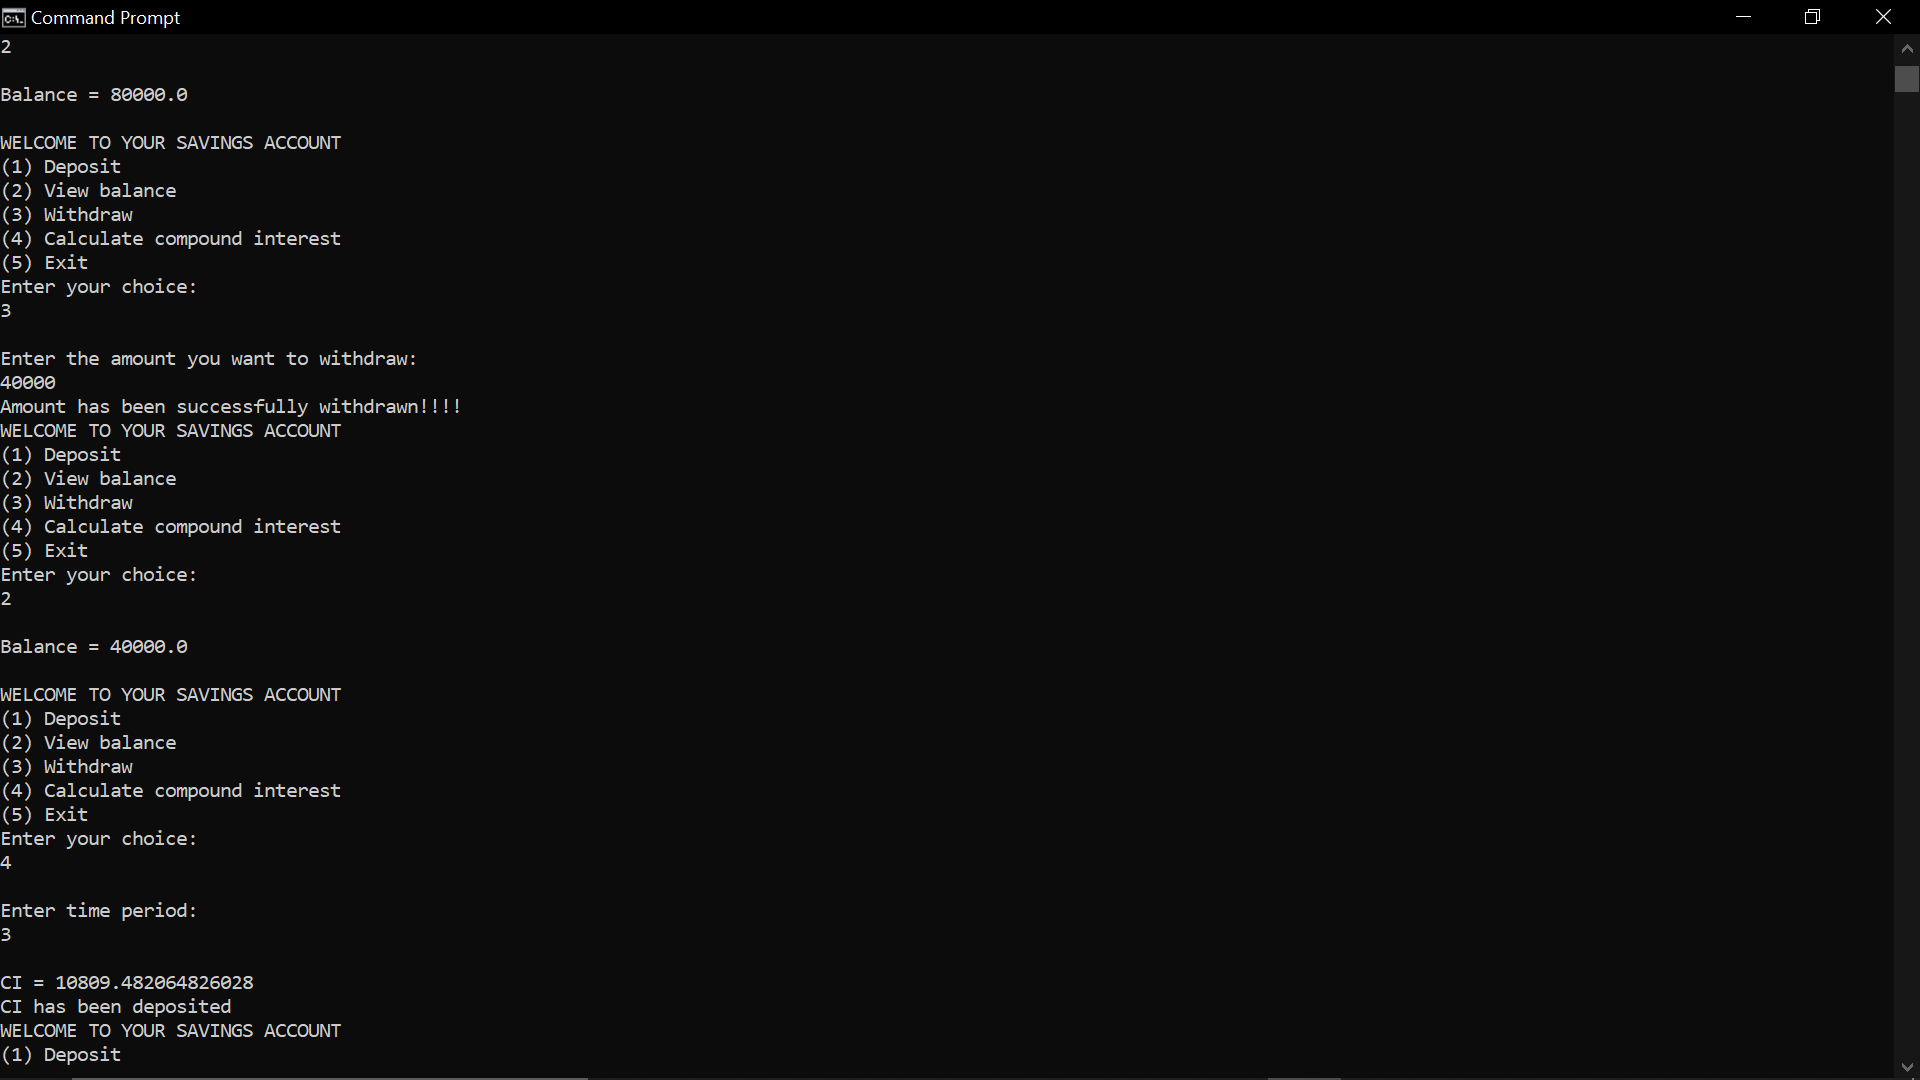 Command Prompt
2
Balance = 80000.0
WELCOME TO YOUR SAVINGS ACCOUNT
(1) Deposit
(2) View balance
(3) Withdraw
(4) Calculate compound interest
(5) Exit
Enter your choice:
3
Enter the amount you want to withdraw:
40000
Amount has been successfully withdrawn!!!!
WELCOME TO YOUR SAVINGS ACCOUNT
(1) Deposit
(2) View balance
(3) Withdraw
(4) Calculate compound interest
(5) Exit
Enter your choice:
2
Balance = 40000.0
WELCOME TO YOUR SAVINGS ACCOUNT
(1) Deposit
(2) View balance
(3) Withdraw
(4) Calculate compound interest
(5) Exit
Enter your choice:
4
Enter time period:
3
CI = 10809.482064826028
CI has been deposited
WELCOME TO YOUR SAVINGS ACCOUNT
(1) Deposit